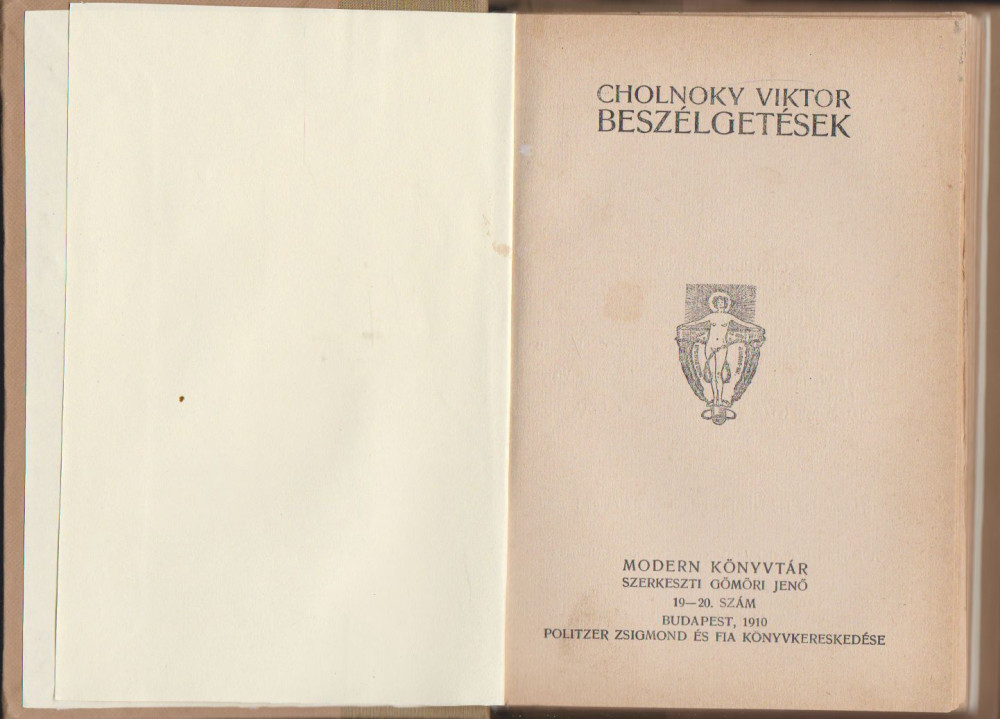 CHOLNOKY VIKTOR
BESZÉLGETÉSEK
MODERN KÖNYVTÁR
SZERKESZTI GÖMÖRI JENŐ
19—20. SZÁM
BUDAPEST, 1910
POLITZER ZSIGMOND ÉS FIA KÖNYVKERESKEDÉSE